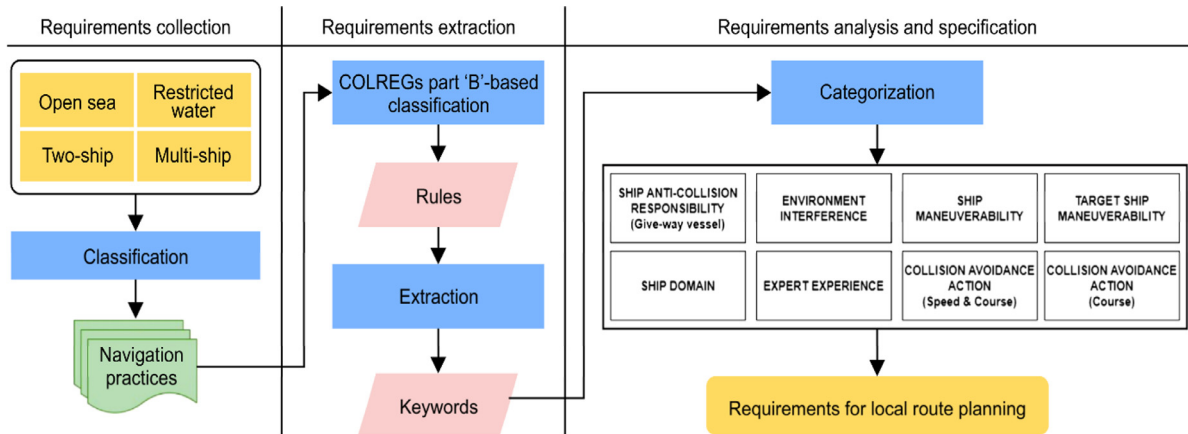 Requirements collection
Requirements extraction
Requirements analysis and specification
Open sea
Restricted
water
Two-ship
Multi-ship
Classification
Navigation
practices
COLREGs part ‘B’-based
classification
Rules
Extraction
Keywords
Categorization
SHIP ANTI-COLLISION
RESPONSIBILITY
(Give-way vessel)
ENVIRONMENT
INTERFERENCE
SHIP
MANEUVERABILITY
TARGET SHIP
MANEUVERABILITY
SHIP DOMAIN
EXPERT EXPERIENCE
COLLISION AVOIDANCE
ACTION
(Speed & Course)
COLLISION AVOIDANCE
ACTION
(Course)
Requirements for local route planning